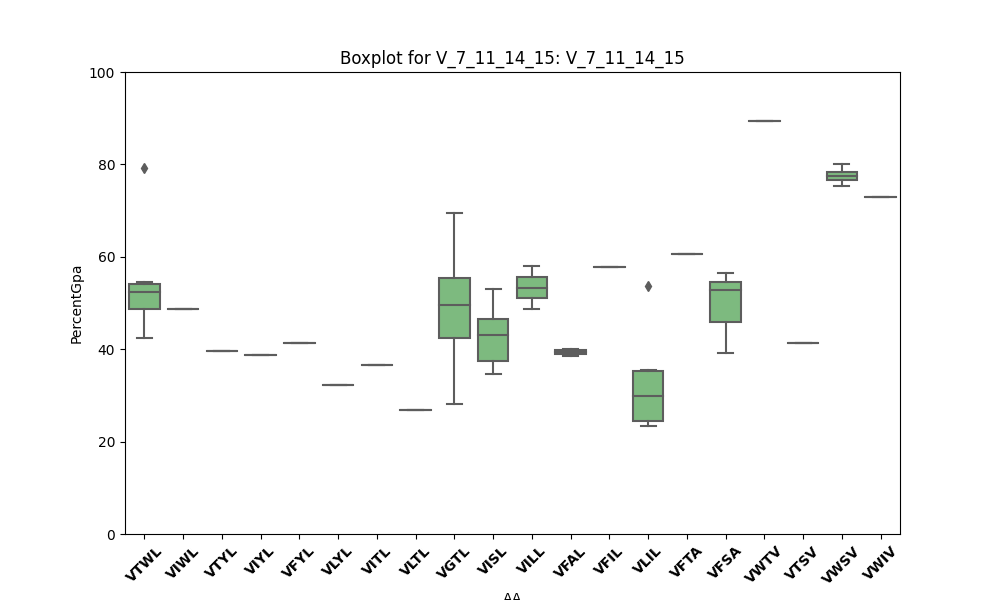 Boxplot for V_7_11_14_15: V_7_11_14_15
100
80
60
40
20
0
PercentGpa
VTWL VIWL VTYL VIYL VFYL VLYL VITL VLTL VGTL VISL VILL VFAL VFIL VLIL VFTA VFSA VWTV VTSV VWSV VWIV
AA